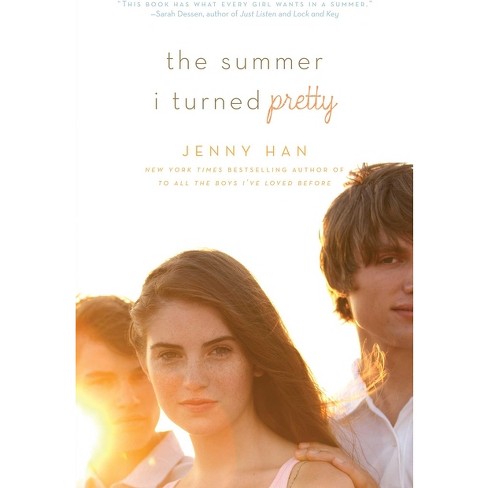 "THIS BOOK HAS WHAT EVERY GIRL WANTS IN A SUMMER."
—Sarah Dessen, author of Just Listen and Lock and Key
the summer
i turned pretty
JENNY HAN
NEW YORK TIMES BESTSELLING AUTHOR OF
TO ALL THE BOYS I'VE LOVED BEFORE